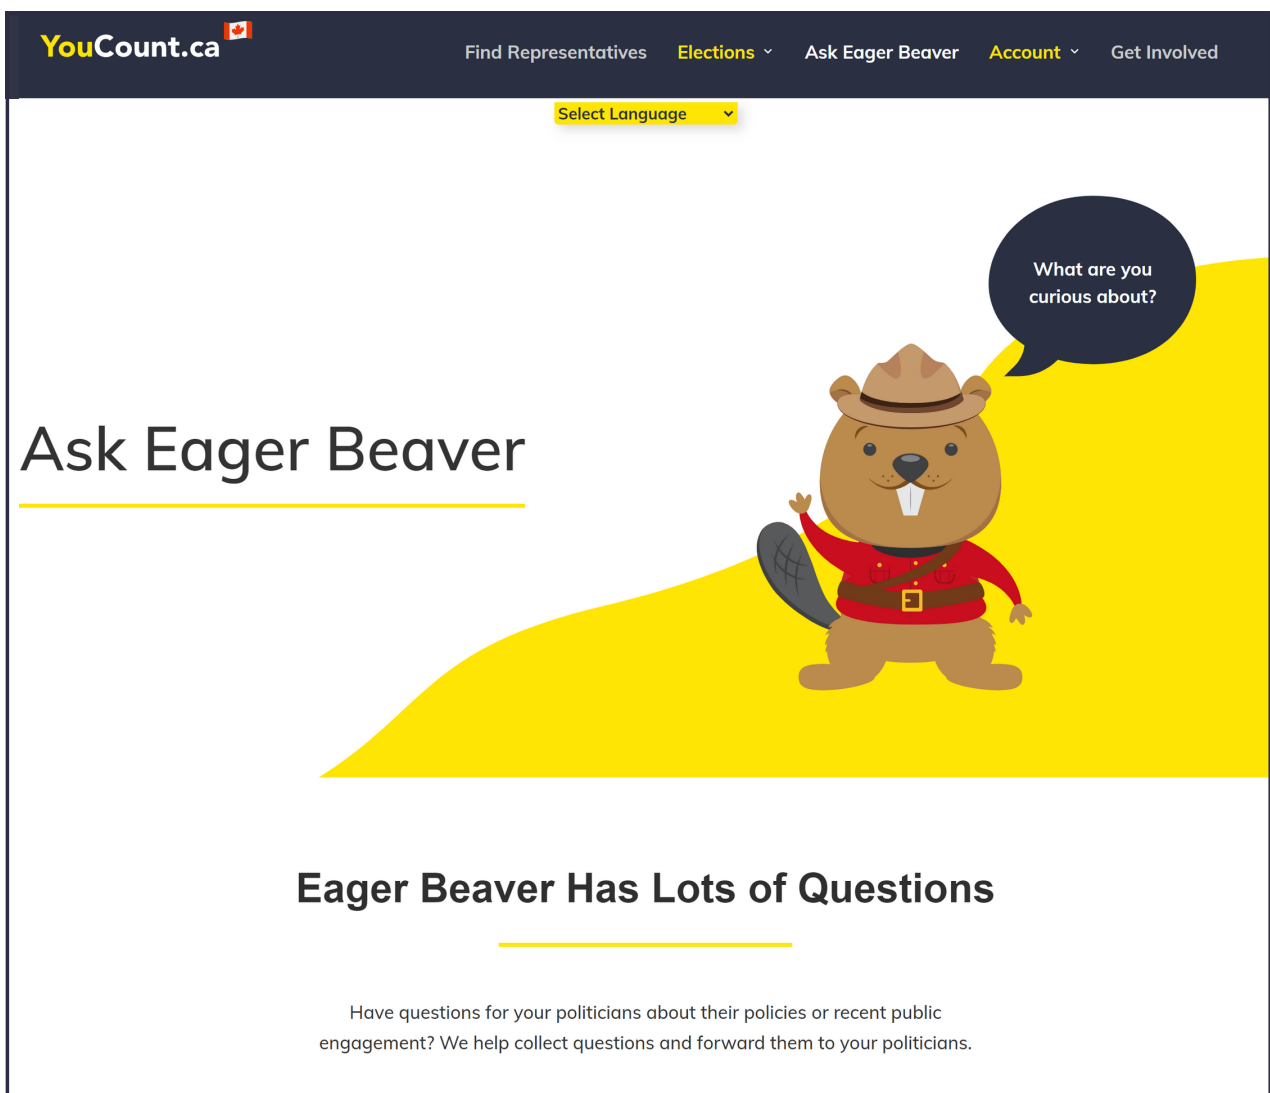 YouCount.ca
Find Representatives Elections Ask Eager Beaver Account Get Involved
Select Language
What are you
curious about?
Ask Eager Beaver
Eager Beaver Has Lots of Questions
Have questions for your politicians about their policies or recent public
engagement? We help collect questions and forward them to your politicians.